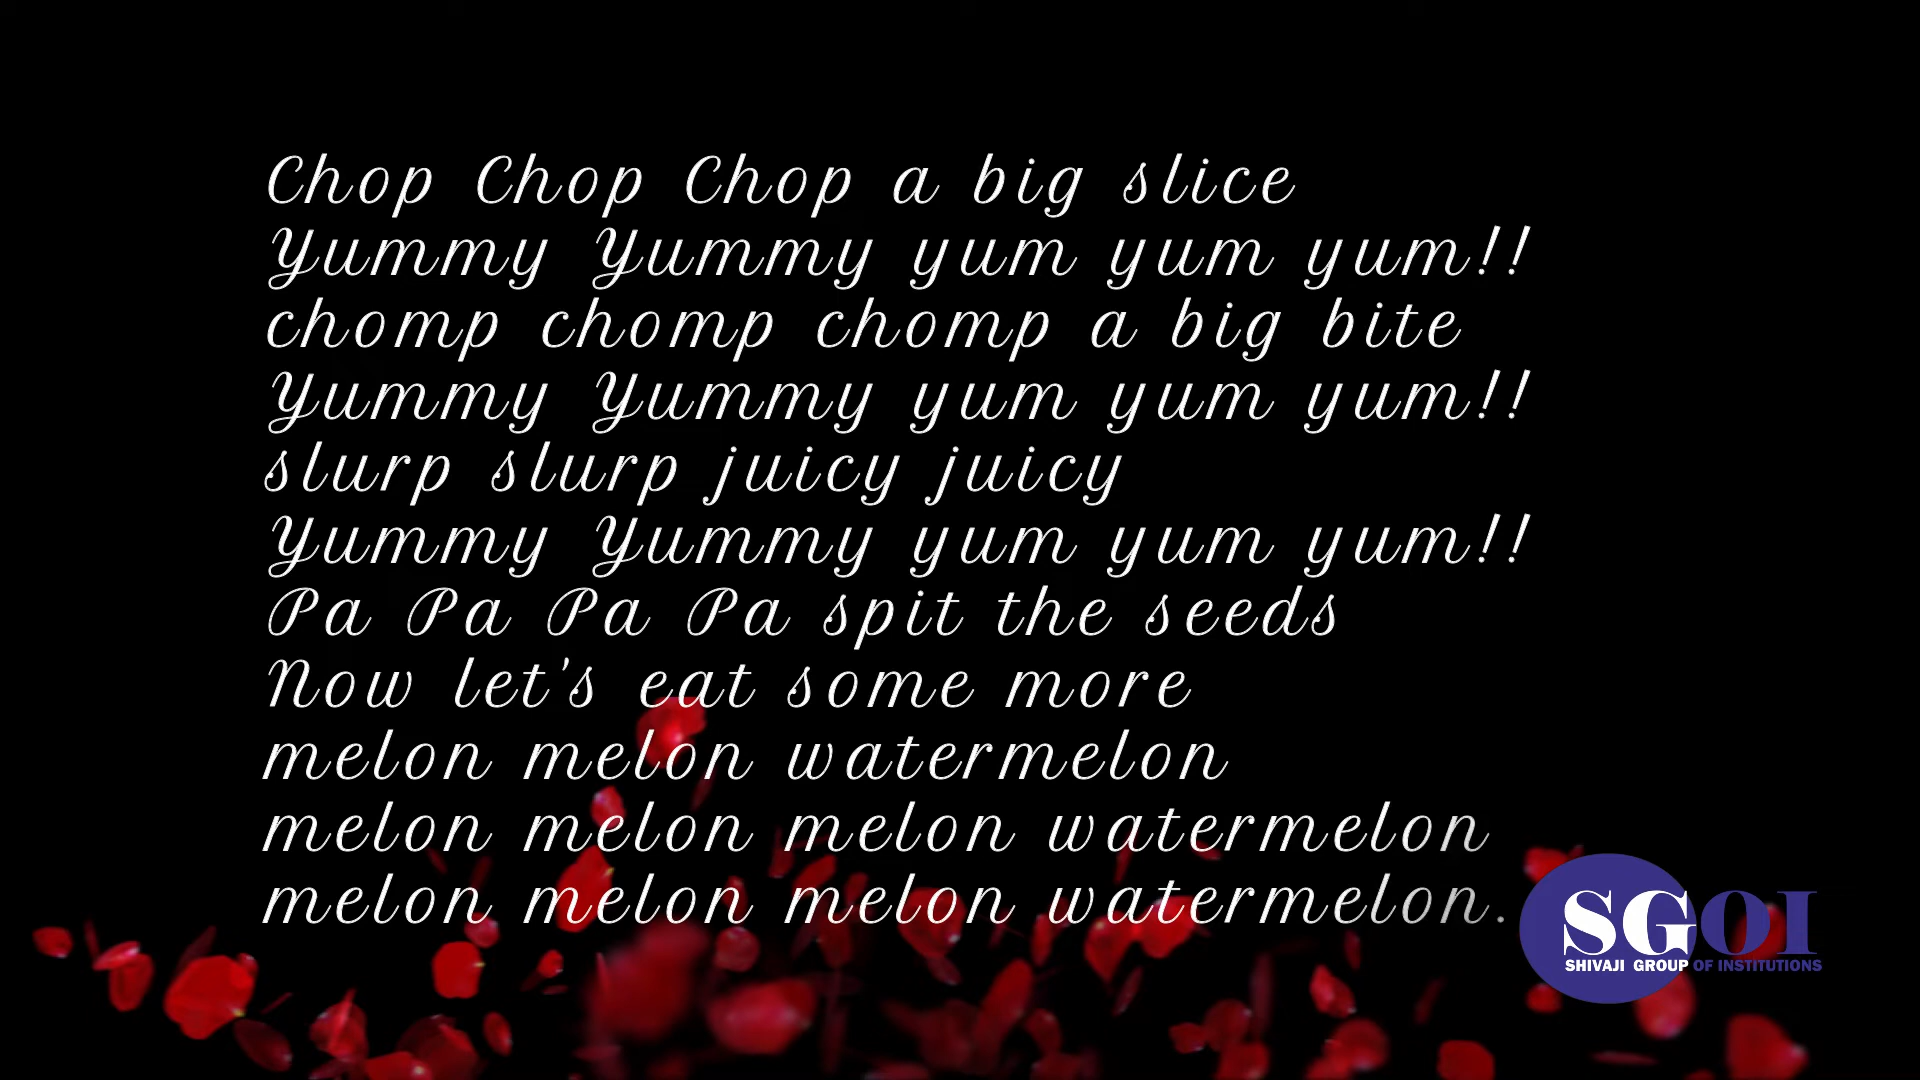 Chop Chop Chop a big slice
Yummy Yummy yum yum yum!!
chomp chomp chomp a big bite
Yummy Yummy yum yum yum!!
slurp slurp juicy juicy
Yummy Yummy yum yum yum!!
Pa Pa Pa Pa spit the seeds
Now let's eat some more
melon melon watermelon
melon melon melon watermelon
melon melon melon watermelon.
SGOI
SHIVAJI GROUP OF INSTITUTIONS